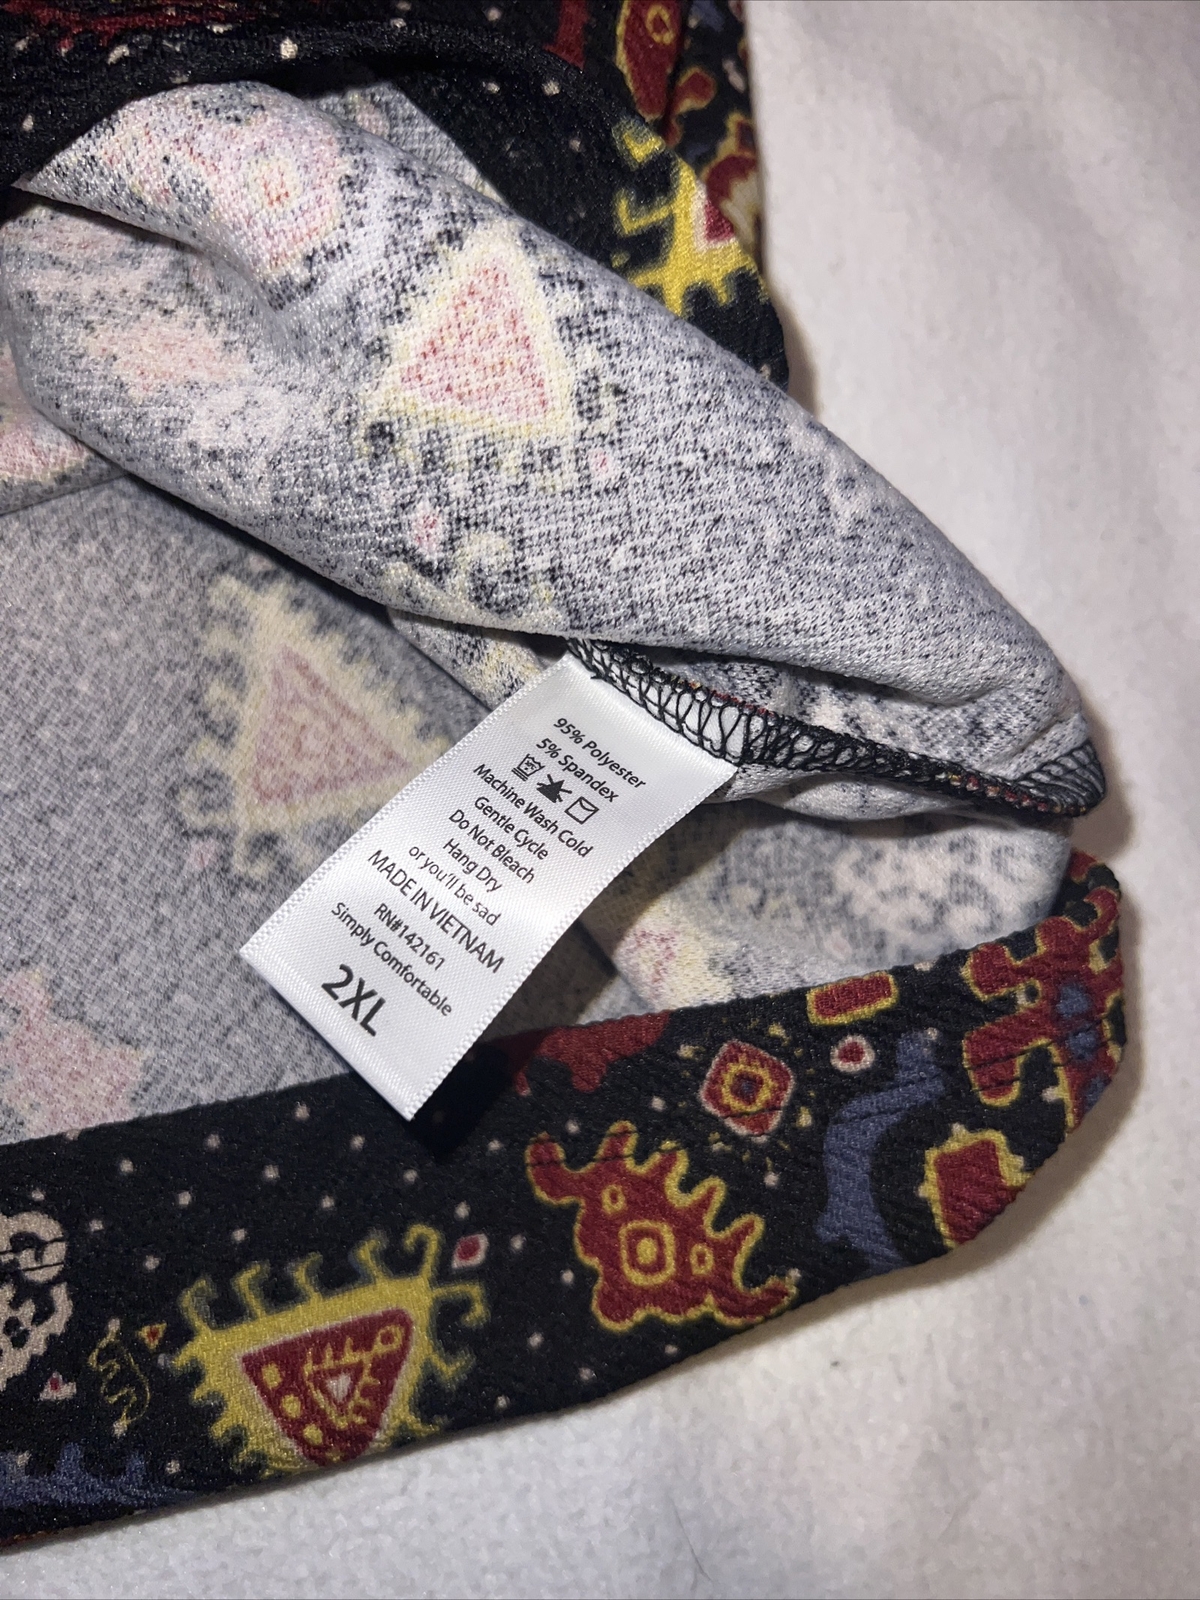 95% Polyester
5% Spandex
Machine Wash Cold
Gentle Cycle
Do Not Bleach
Hang Dry
or you'll be sad
MADE IN VIETNAM
RN#142161
Simply Comfortable
2XL